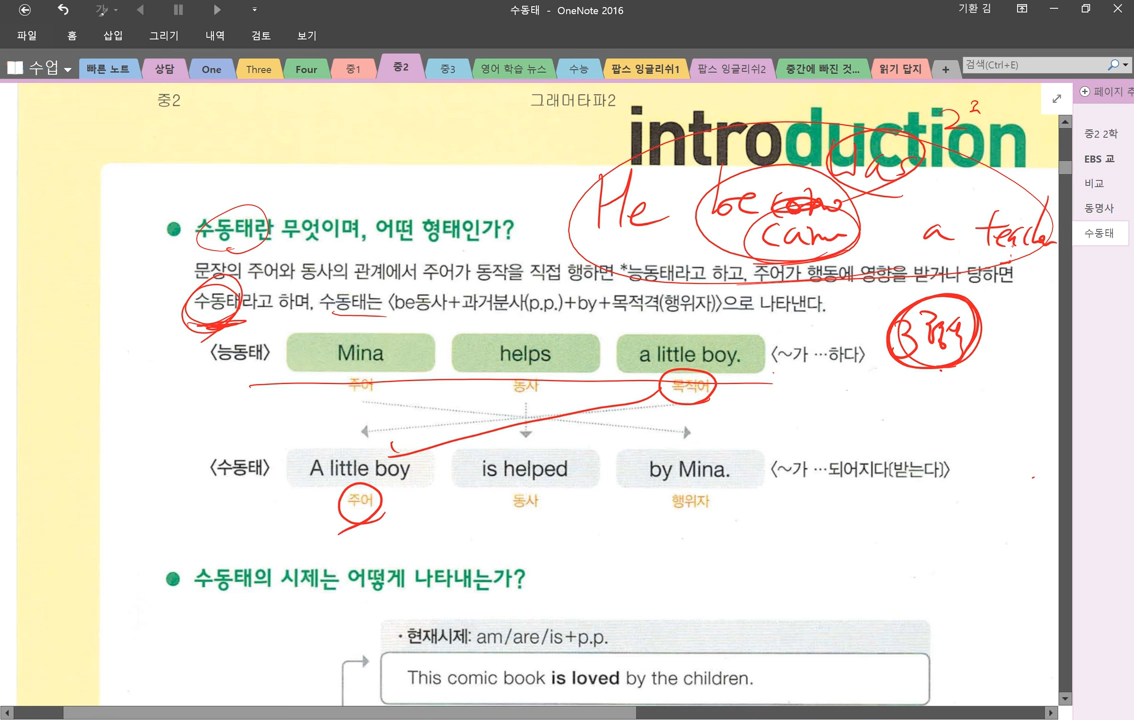 수동태 - OneNote 2016
기환 김
파일 홈 삽입 그리기 내역 검토 보기
수업 빠른 노트 상담 One Three Four 중1 중2 중3 영어 학습 뉴스 수능 팝스 잉글리쉬1 팝스 잉글리쉬2 중간에 빠진 것... 읽기 답지 + 검색(Ctrl+E)
페이지 추
중2 2학
EBS 교
비교
동명사
수동태
중2 그래머타파2
introduction
was
He be
cam a teacher
수동태란 무엇이며, 어떤 형태인가?
문장의 주어와 동사의 관계에서 주어가 동작을 직접 행하면 *능동태라고 하고, 주어가 행동에 영향을 받거나 당하면
수동태라고 하며, 수동태는 〈be동사+과거분사(p.p.)+by+목적격(행위자)〉으로 나타낸다.
3형식
〈능동태〉 Mina helps a little boy. 〈~가 …하다〉
주어 동사 목적어
〈수동태〉 A little boy is helped by Mina. 〈~가 …되어지다[받는다]〉
주어 동사 행위자
수동태의 시제는 어떻게 나타내는가?
· 현재시제: am/are/is+p.p.
This comic book is loved by the children.